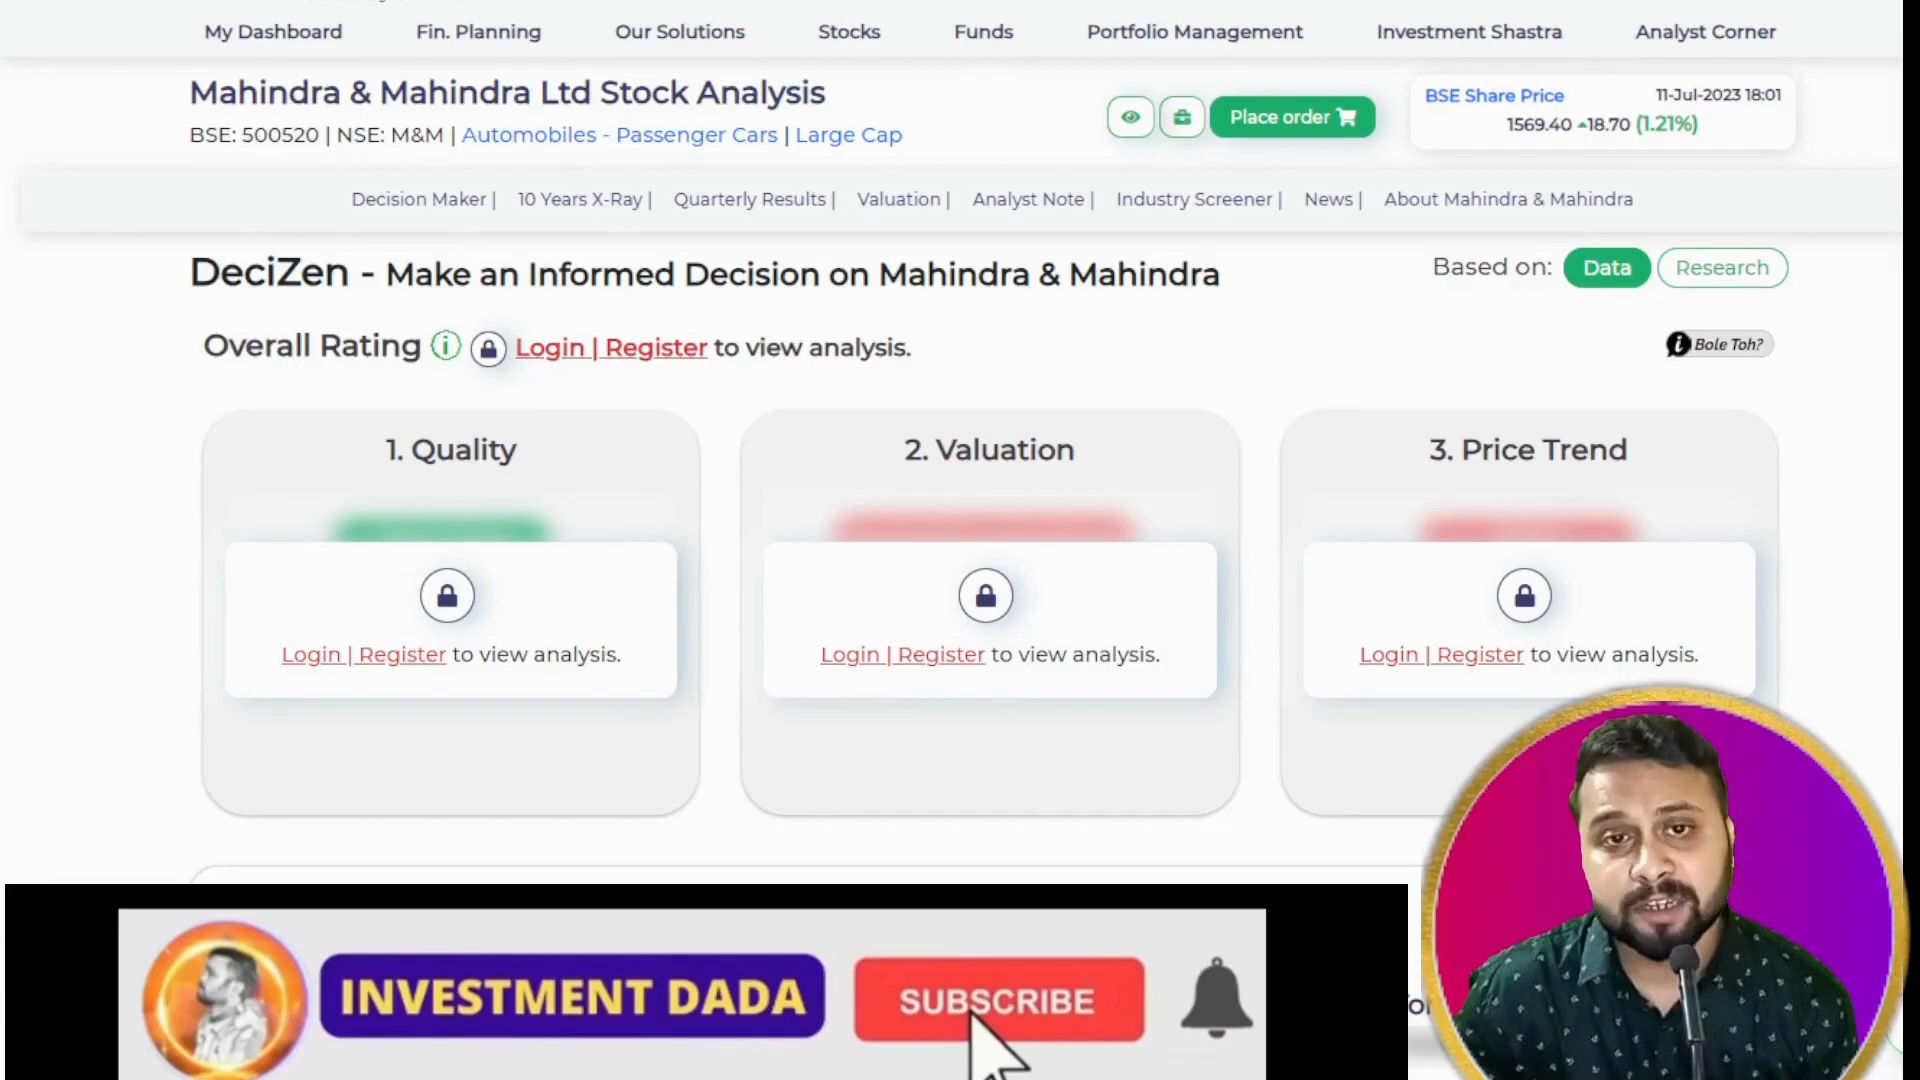 My Dashboard Fin. Planning Our Solutions Stocks Funds Portfolio Management Investment Shastra Analyst Corner
Mahindra & Mahindra Ltd Stock Analysis
BSE: 500520 | NSE: M&M | Automobiles - Passenger Cars | Large Cap
Place order
BSE Share Price 11-Jul-2023 18:01
1569.40 18.70 (1.21%)
Decision Maker | 10 Years X-Ray | Quarterly Results | Valuation | Analyst Note | Industry Screener | News | About Mahindra & Mahindra
DeciZen - Make an Informed Decision on Mahindra & Mahindra
Based on: Data Research
Overall Rating i Login | Register to view analysis.
i Bole Toh?
1. Quality
2. Valuation
3. Price Trend
Login | Register to view analysis.
Login | Register to view analysis.
Login | Register to view analysis.
INVESTMENT DADA
SUBSCRIBE